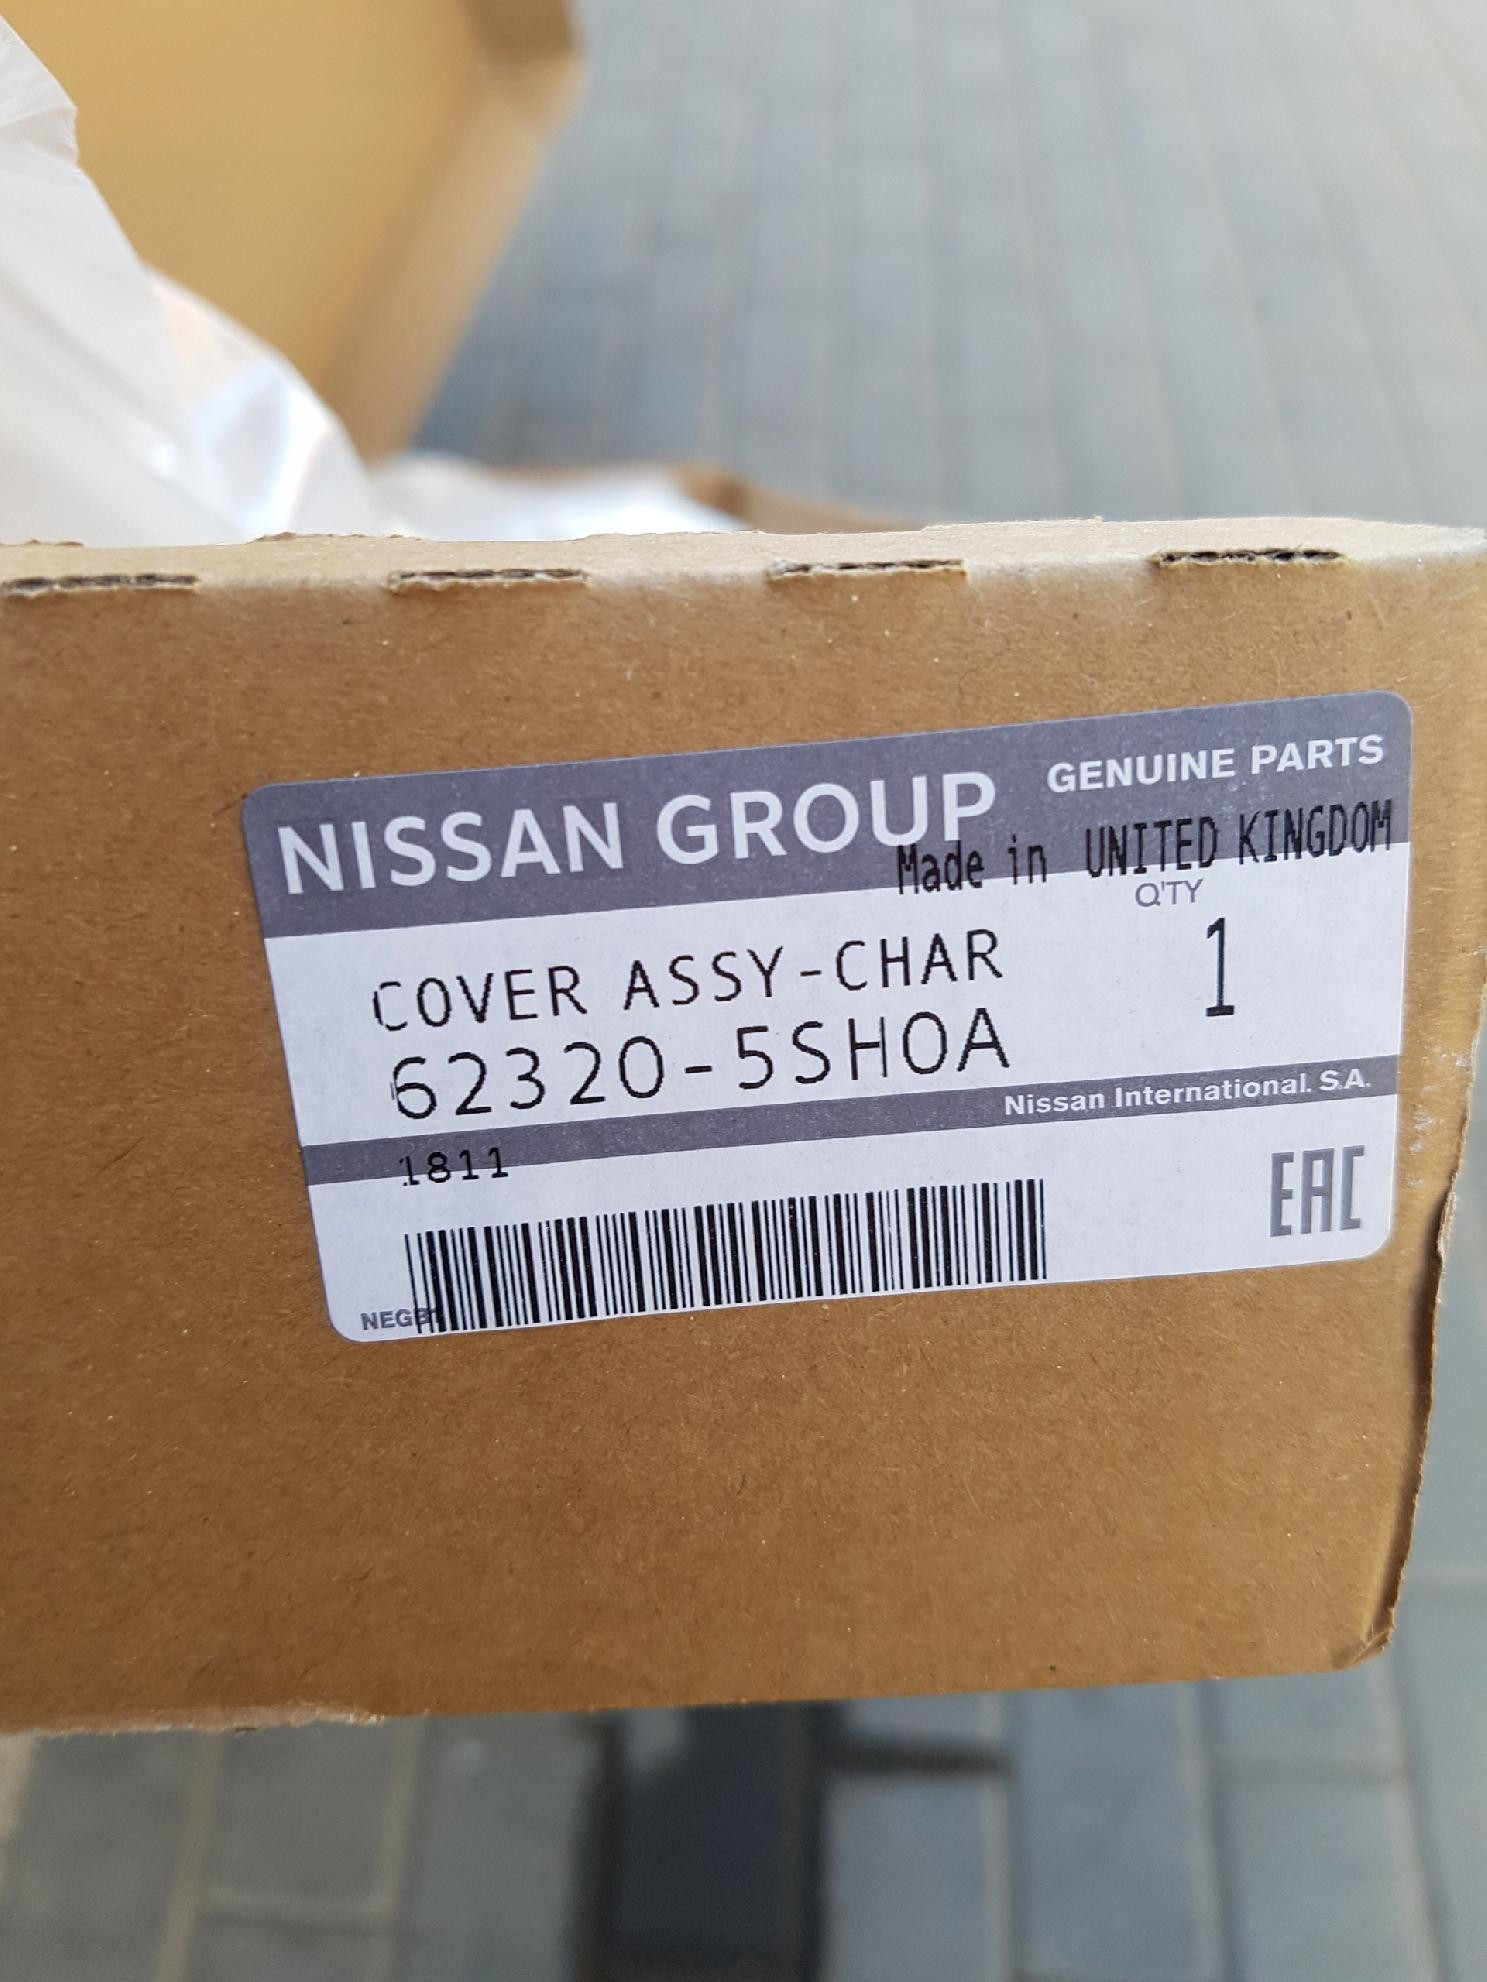 NISSAN GROUP
GENUINE PARTS
Made in UNITED KINGDOM
Q'TY
COVER ASSY-CHAR
1
62320-5SH0A
Nissan International. S.A.
1811
EAC